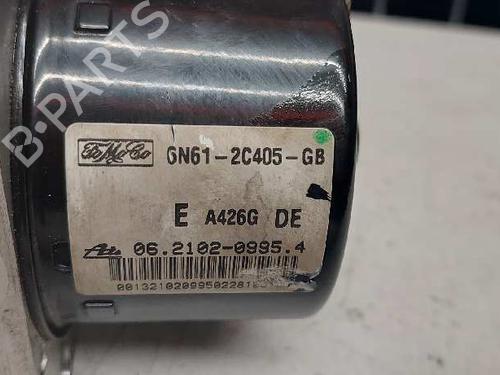 B-PARTS
FoMoCo
6N61-2C405-GB
E A426G DE
Ate 06.2102-0995.4